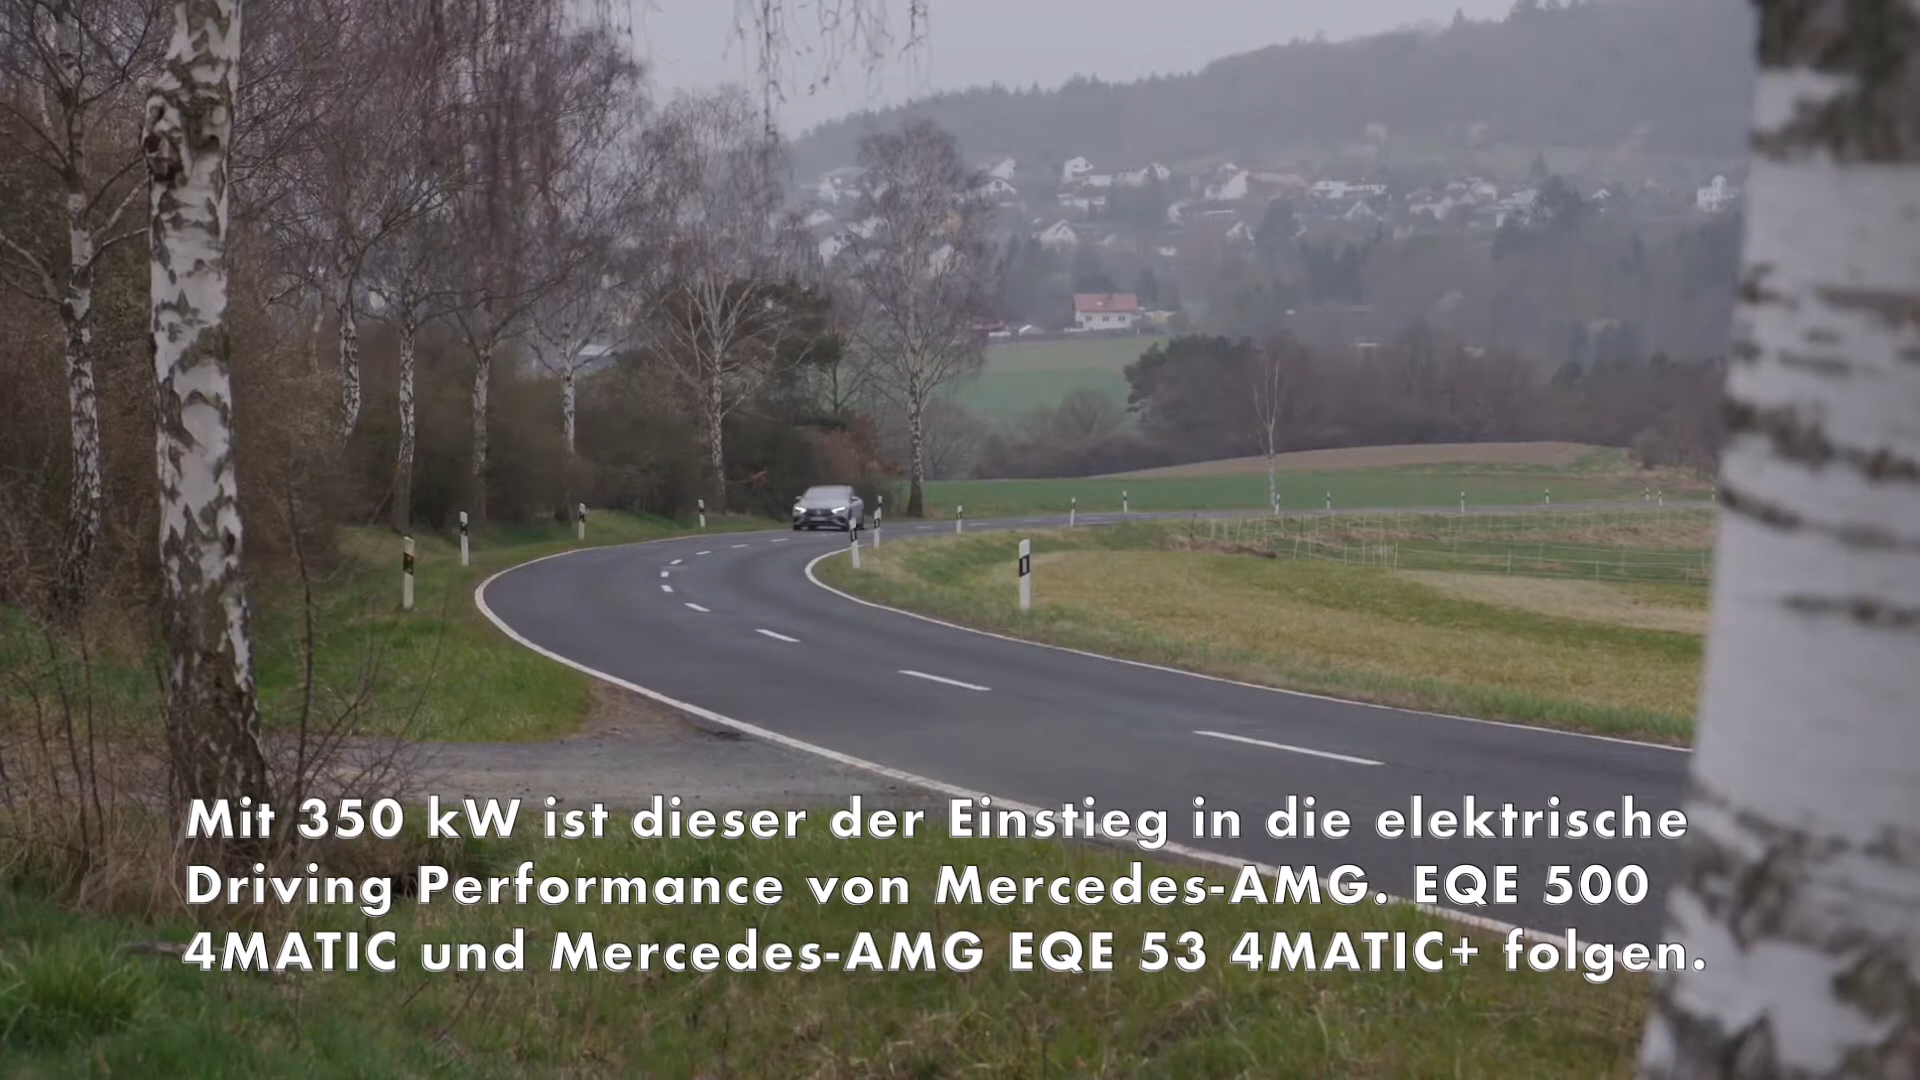 Mit 350 kW ist dieser der Einstieg in die elektrische
Driving Performance von Mercedes-AMG. EQE 500
4MATIC und Mercedes-AMG EQE 53 4MATIC+ folgen.